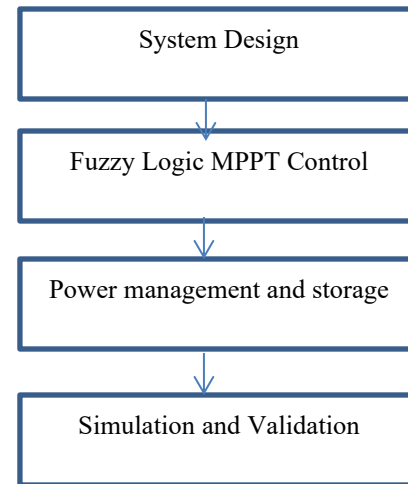 System Design
Fuzzy Logic MPPT Control
Power management and storage
Simulation and Validation